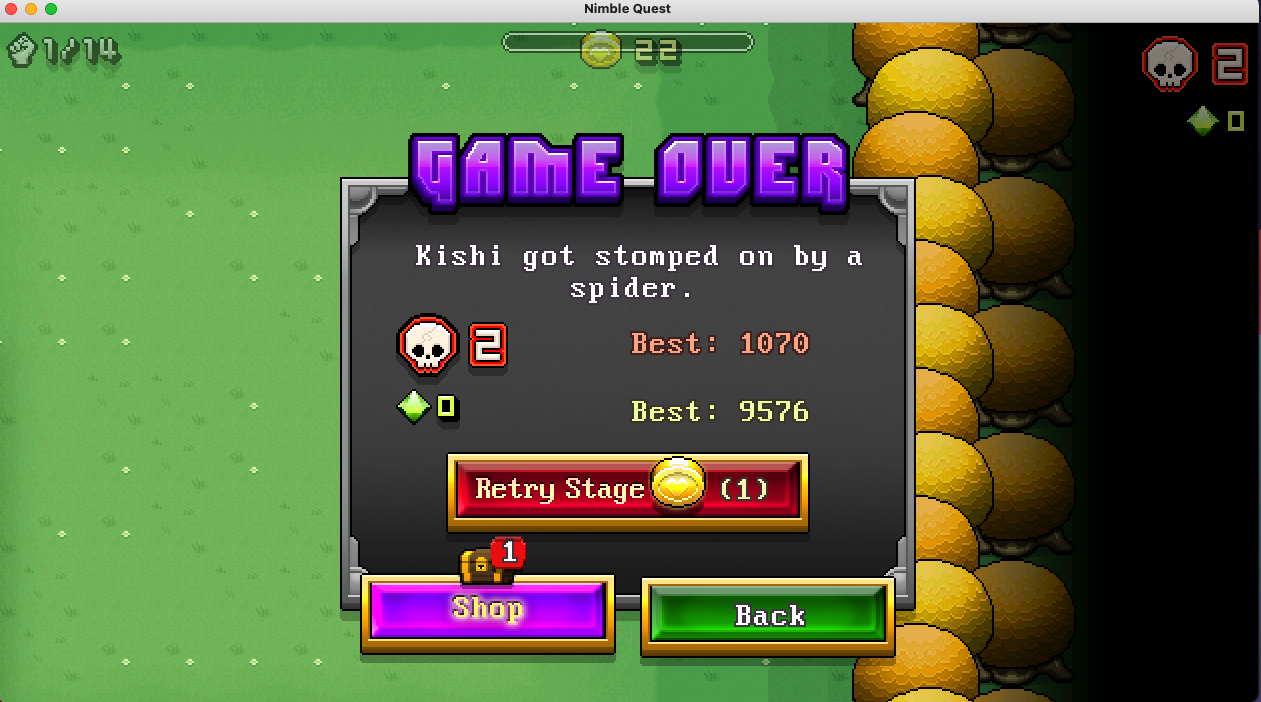 Nimble Quest
1/14
22
2
0
GAME OVER
Kishi got stomped on by a
spider.
2
Best: 1070
0
Best: 9576
Retry Stage (1)
1
Shop
Back